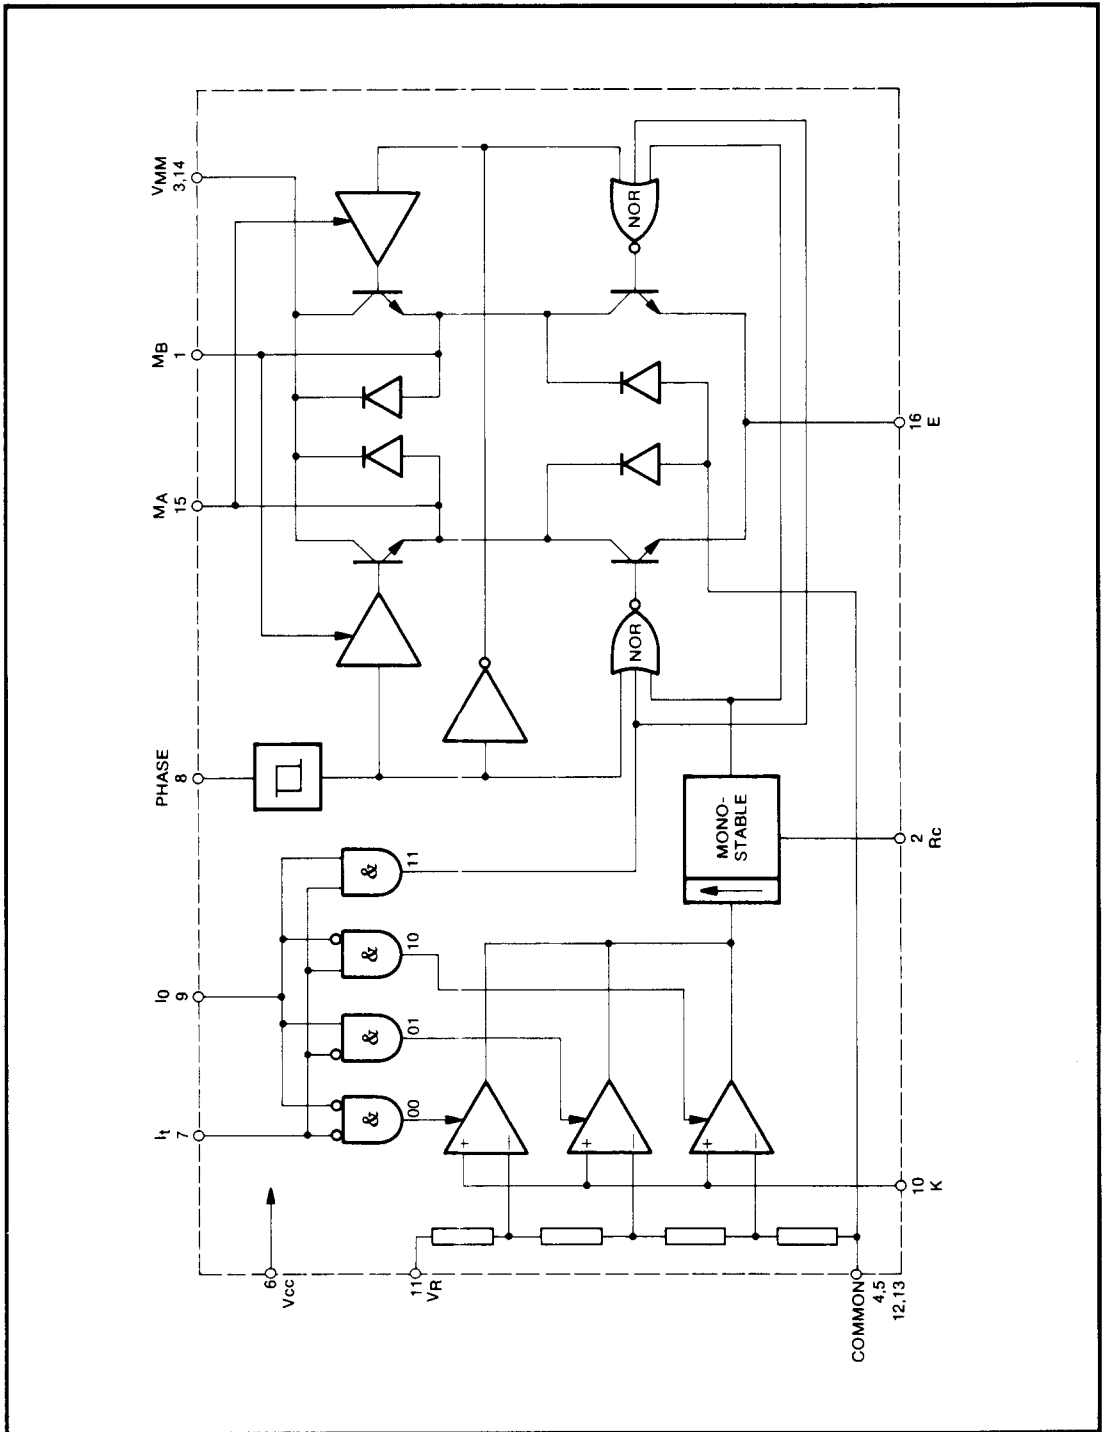 VMM
3,14
MB
1
MA
15
PHASE
8
I0
9
It
7
6
Vcc
11
VR
COMMON
4,5
12,13
10
K
2
Rc
16
E
NOR
NOR
MONO-
STABLE
&
11
&
10
&
01
&
00
+
−
+
−
+
−